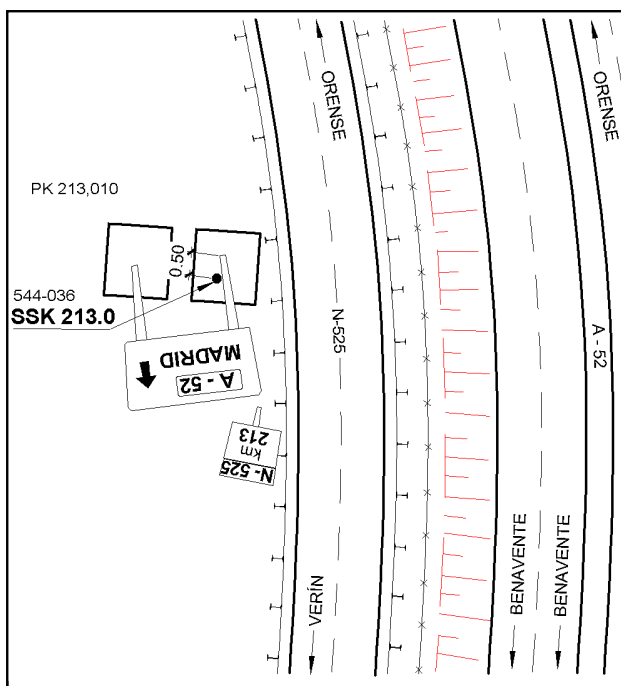 ORENSE
ORENSE
PK 213,010
0.50
544-036
SSK 213.0
N-525
A - 52
MADRID
A - 52
213
km
N- 525
VERÍN
BENAVENTE
BENAVENTE